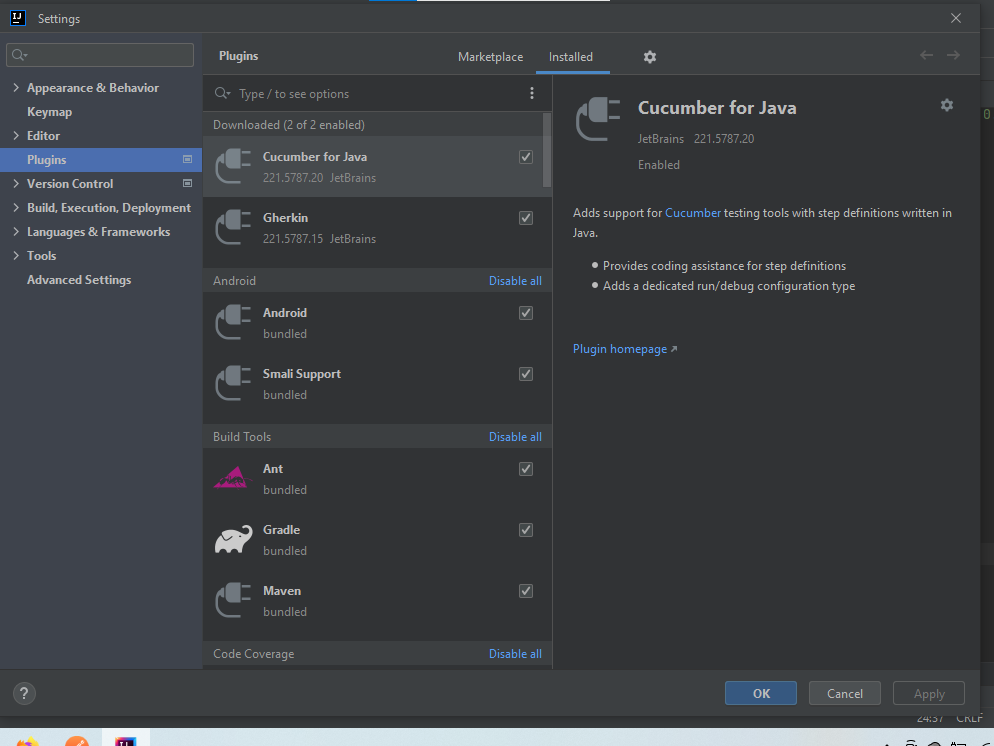 Settings
Plugins
Marketplace
Installed
Appearance & Behavior
Keymap
Editor
Plugins
Version Control
Build, Execution, Deployment
Languages & Frameworks
Tools
Advanced Settings
Type / to see options
Downloaded (2 of 2 enabled)
Cucumber for Java
221.5787.20 JetBrains
Gherkin
221.5787.15 JetBrains
Android Disable all
Android
bundled
Smali Support
bundled
Build Tools Disable all
Ant
bundled
Gradle
bundled
Maven
bundled
Code Coverage Disable all
Cucumber for Java
JetBrains 221.5787.20
Enabled
Adds support for Cucumber testing tools with step definitions written in
Java.
Provides coding assistance for step definitions
Adds a dedicated run/debug configuration type
Plugin homepage
?
OK
Cancel
Apply
CRLF